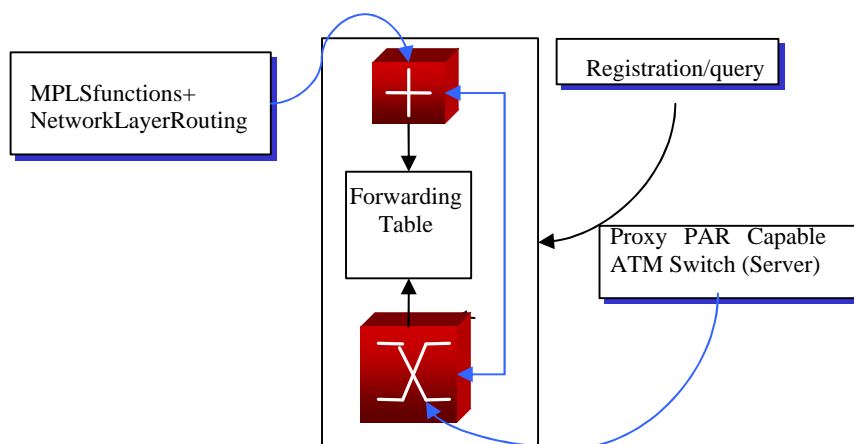 MPLSfunctions+
NetworkLayerRouting
Registration/query
Forwarding
Table
Proxy PAR Capable
ATM Switch (Server)